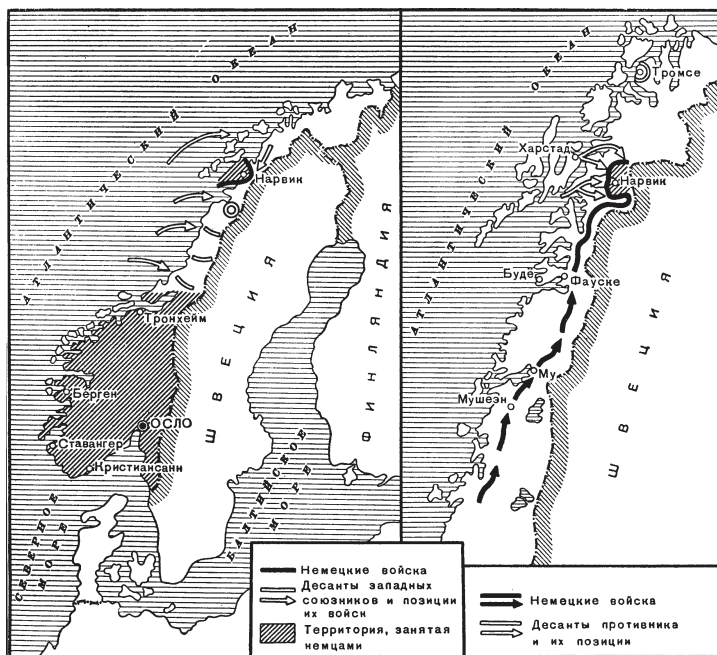 АТЛАНТИЧЕСКИЙ ОКЕАН
Нарвик
Тронхейм
Берген
ОСЛО
Ставангер
Кристиансанн
ШВЕЦИЯ
ФИНЛЯНДИЯ
БАЛТИЙСКОЕ
МОРЕ
СЕВЕРНОЕ
МОРЕ
Немецкие войска
Десанты западных
союзников и позиции
их войск
Территория, занятая
немцами
АТЛАНТИЧЕСКИЙ ОКЕАН
Тромсе
Харстад
Нарвик
Буде
Фауске
Му
Мушеэн
ШВЕЦИЯ
Немецкие войска
Десанты противника
и их позиции